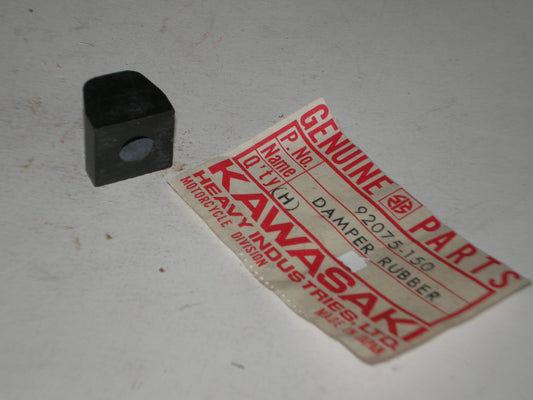 GENUINE PARTS
P. No. 92075-150
Name DAMPER RUBBER
Q'ty (H)
KAWASAKI
HEAVY INDUSTRIES, LTD.
MOTORCYCLE DIVISION MADE IN JAPAN